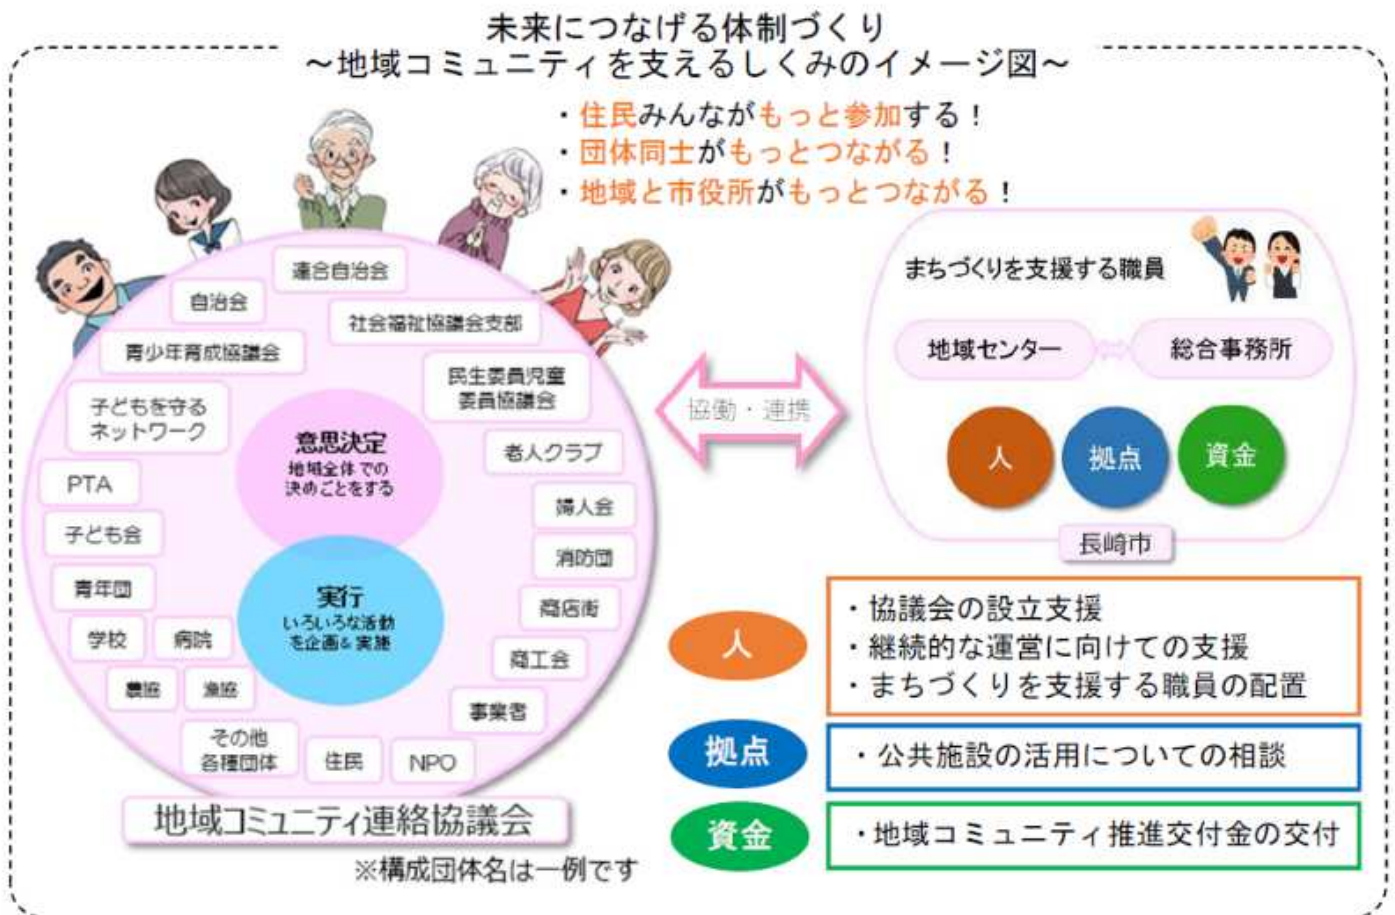 未来につなげる体制づくり
～地域コミュニティを支えるしくみのイメージ図～
・住民みんながもっと参加する！
・団体同士がもっとつながる！
・地域と市役所がもっとつながる！
連合自治会
自治会
社会福祉協議会支部
青少年育成協議会
民生委員児童
委員協議会
子どもを守る
ネットワーク
老人クラブ
PTA
婦人会
子ども会
消防団
青年団
商店街
学校
病院
商工会
農協
漁協
事業者
その他
各種団体
住民
NPO
意思決定
地域全体での
決めごとをする
実行
いろいろな活動
を企画&実施
地域コミュニティ連絡協議会
※構成団体名は一例です
協働・連携
まちづくりを支援する職員
地域センター
総合事務所
人
拠点
資金
長崎市
人
・協議会の設立支援
・継続的な運営に向けての支援
・まちづくりを支援する職員の配置
拠点
・公共施設の活用についての相談
資金
・地域コミュニティ推進交付金の交付